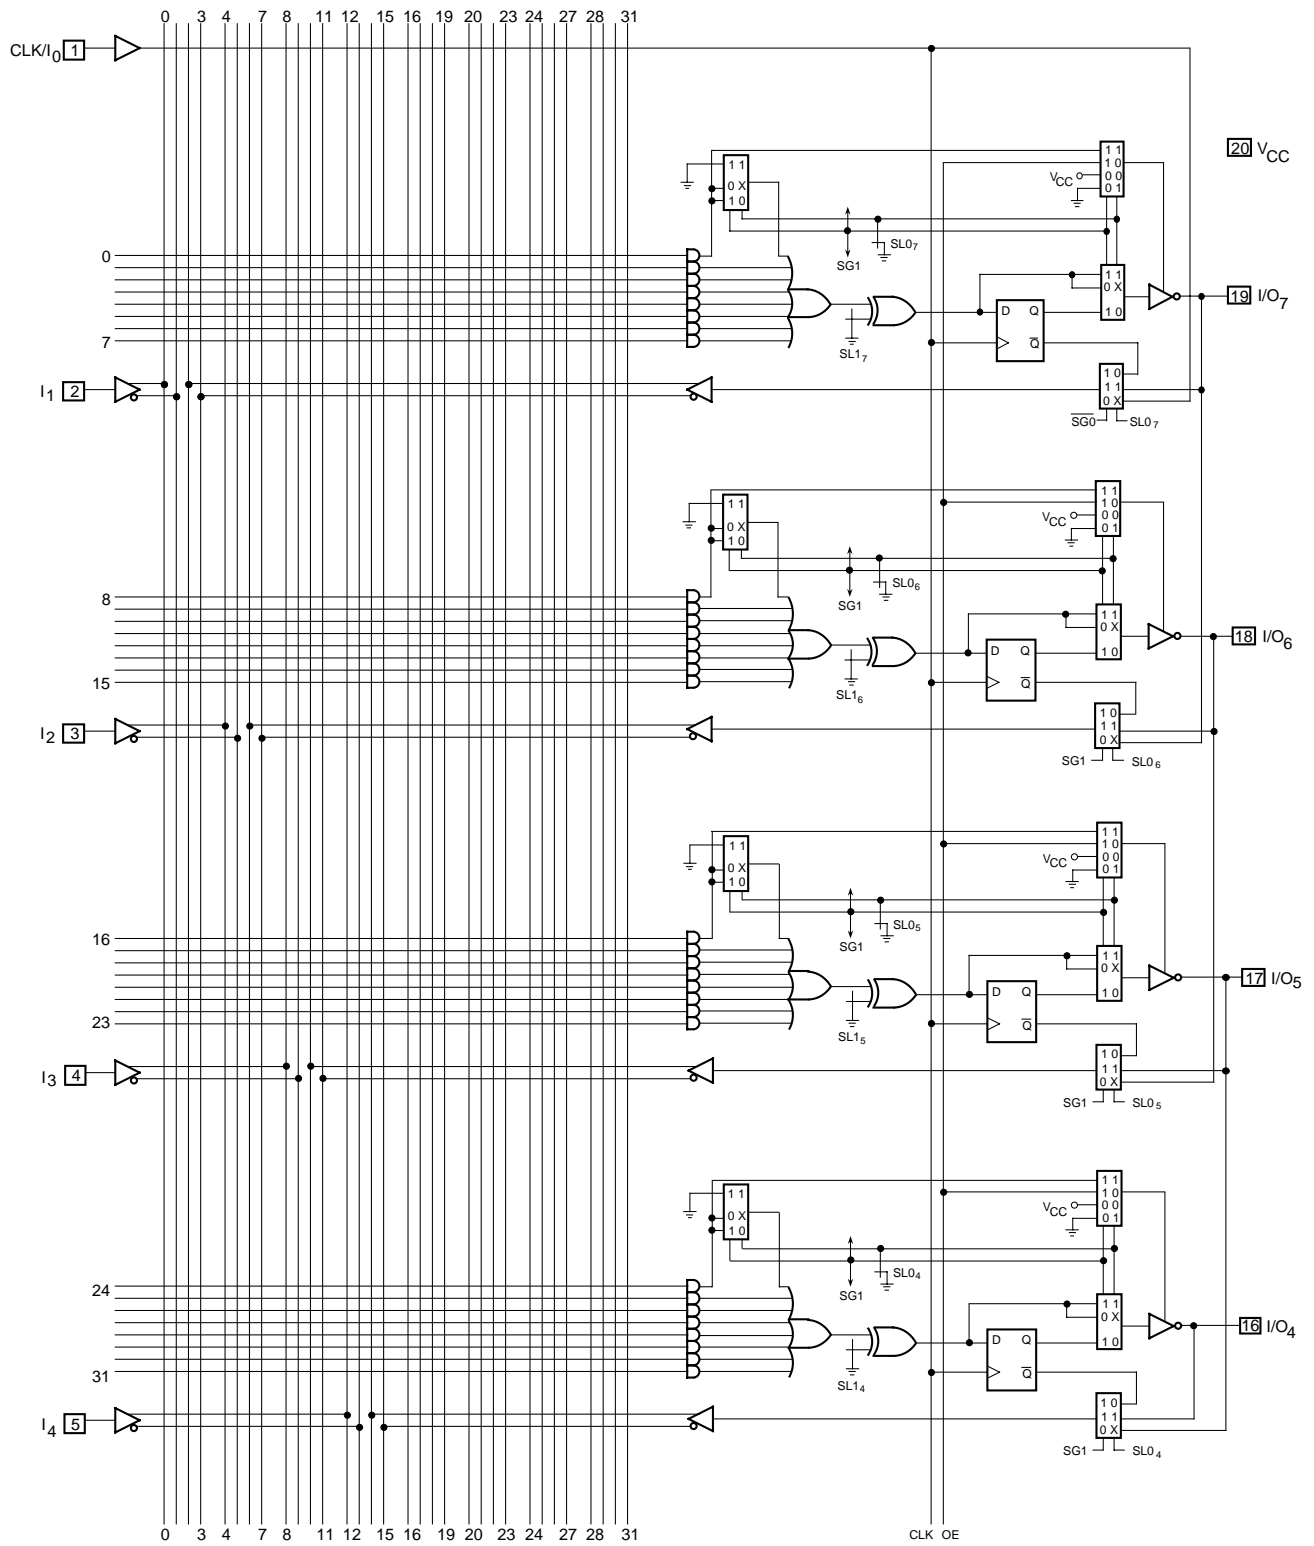 0 3 4 7 8 11 12 15 16 19 20 23 24 27 28 31
CLK/I0 1
20 VCC
1 1
0 X
1 0
1 1
1 0
0 0
0 1
VCC
SL07
SG1
0
7
1 1
0 X
1 0
D Q
Q̅
SL17
19 I/O7
I1 2
1 0
1 1
0 X
S̅G̅0̅ SL07
1 1
0 X
1 0
1 1
1 0
0 0
0 1
VCC
SL06
SG1
8
15
1 1
0 X
1 0
D Q
Q̅
SL16
18 I/O6
I2 3
1 0
1 1
0 X
SG1 SL06
1 1
0 X
1 0
1 1
1 0
0 0
0 1
VCC
SL05
SG1
16
23
1 1
0 X
1 0
D Q
Q̅
SL15
17 I/O5
I3 4
1 0
1 1
0 X
SG1 SL05
1 1
0 X
1 0
1 1
1 0
0 0
0 1
VCC
SL04
SG1
24
31
1 1
0 X
1 0
D Q
Q̅
SL14
16 I/O4
I4 5
1 0
1 1
0 X
SG1 SL04
0 3 4 7 8 11 12 15 16 19 20 23 24 27 28 31
CLK OE